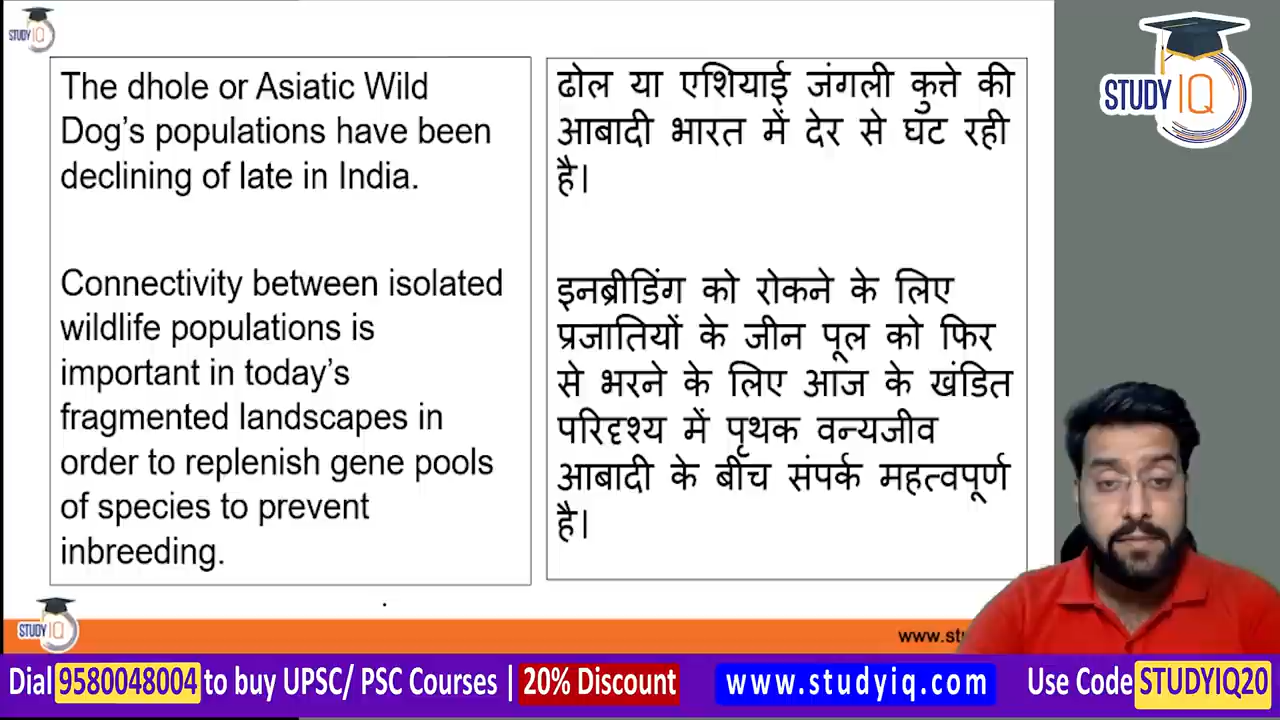 STUDY IQ
STUDY IQ
The dhole or Asiatic Wild
Dog's populations have been
declining of late in India.
Connectivity between isolated
wildlife populations is
important in today's
fragmented landscapes in
order to replenish gene pools
of species to prevent
inbreeding.
ढोल या एशियाई जंगली कुत्ते की
आबादी भारत में देर से घट रही
है।
इनब्रीडिंग को रोकने के लिए
प्रजातियों के जीन पूल को फिर
से भरने के लिए आज के खंडित
परिदृश्य में पृथक वन्यजीव
आबादी के बीच संपर्क महत्वपूर्ण
है।
STUDY IQ
www.st
Dial 9580048004 to buy UPSC/ PSC Courses | 20% Discount www.studyiq.com Use Code STUDYIQ20